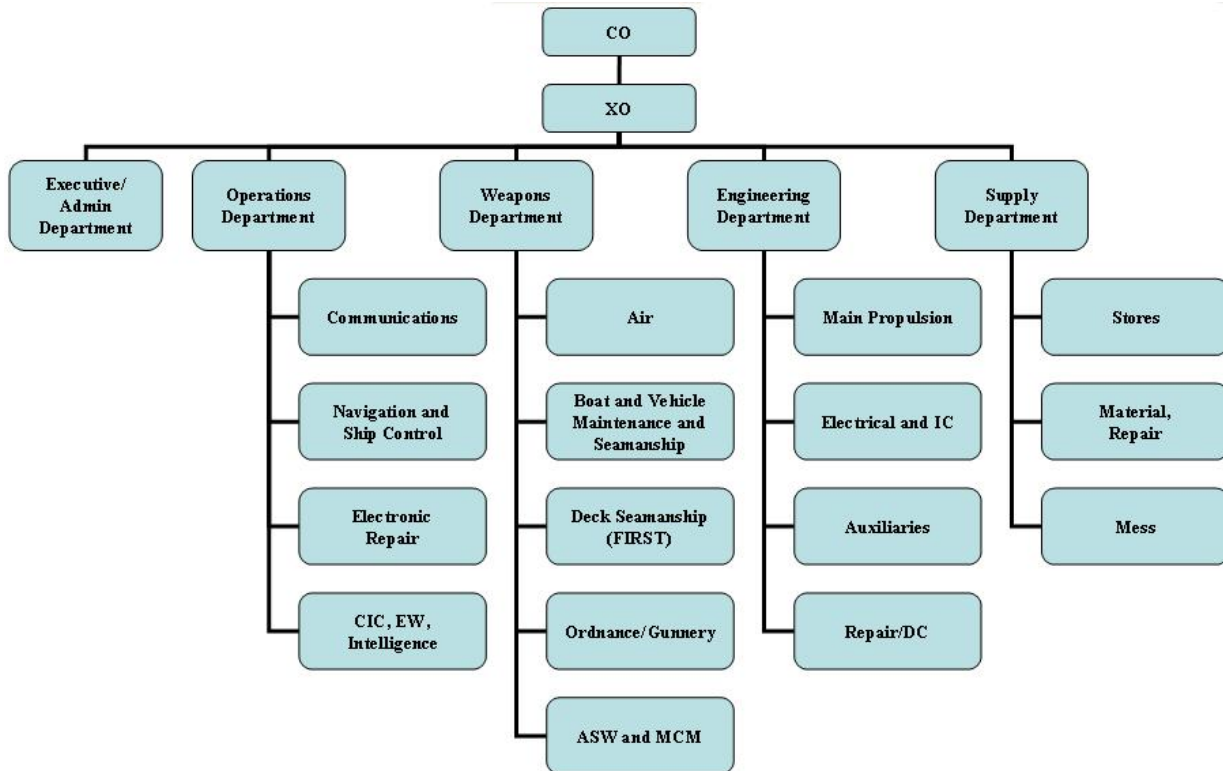 CO
XO
Executive/
Admin
Department
Operations
Department
Weapons
Department
Engineering
Department
Supply
Department
Communications
Navigation and
Ship Control
Electronic
Repair
CIC, EW,
Intelligence
Air
Boat and Vehicle
Maintenance and
Seamanship
Deck Seamanship
(FIRST)
Ordnance/Gunnery
ASW and MCM
Main Propulsion
Electrical and IC
Auxiliaries
Repair/DC
Stores
Material,
Repair
Mess